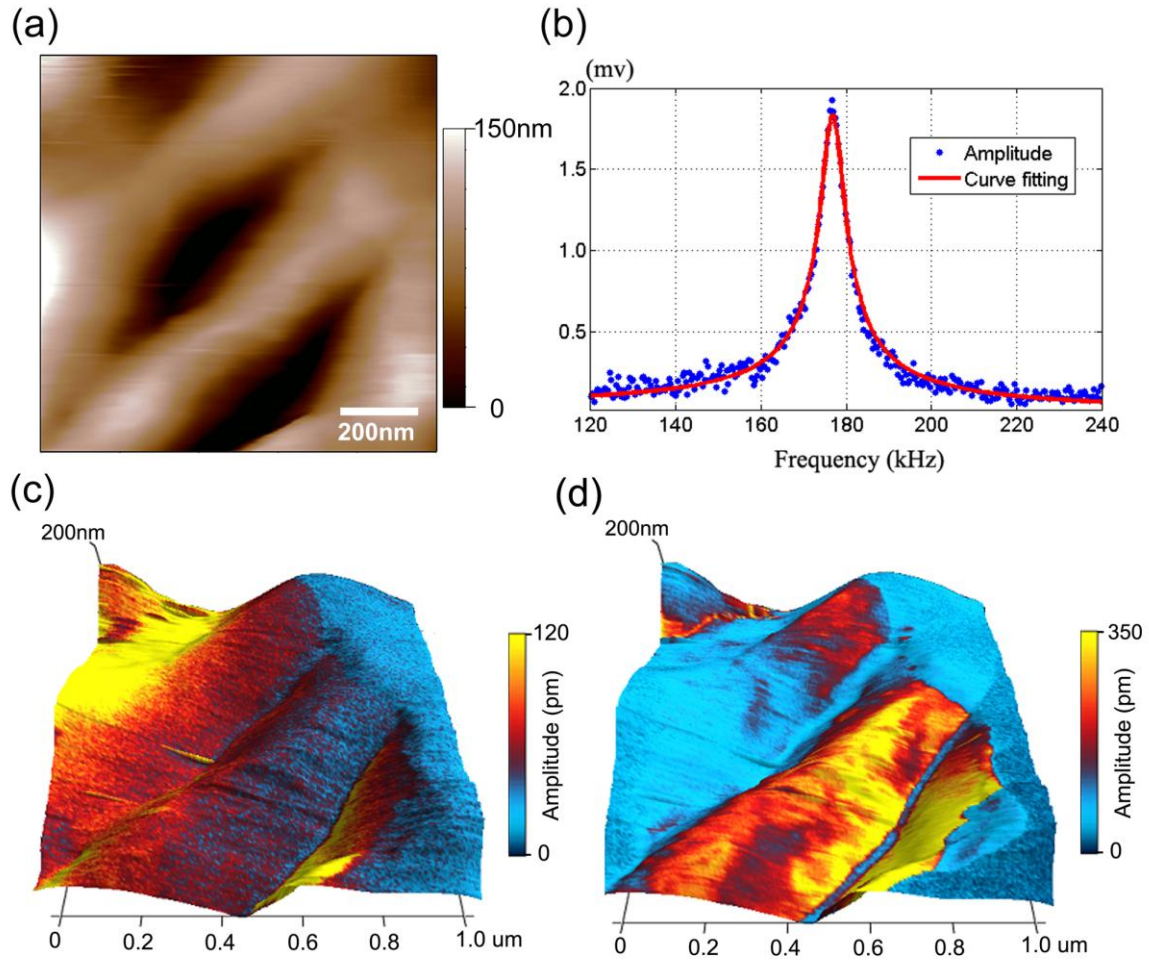 (a)
150nm
0
200nm
(b)
(mv)
2.0
1.5
1.0
0.5
Amplitude
Curve fitting
120 140 160 180 200 220 240
Frequency (kHz)
(c)
200nm
120
Amplitude (pm)
0
0 0.2 0.4 0.6 0.8 1.0 um
(d)
200nm
350
Amplitude (pm)
0
0 0.2 0.4 0.6 0.8 1.0 um